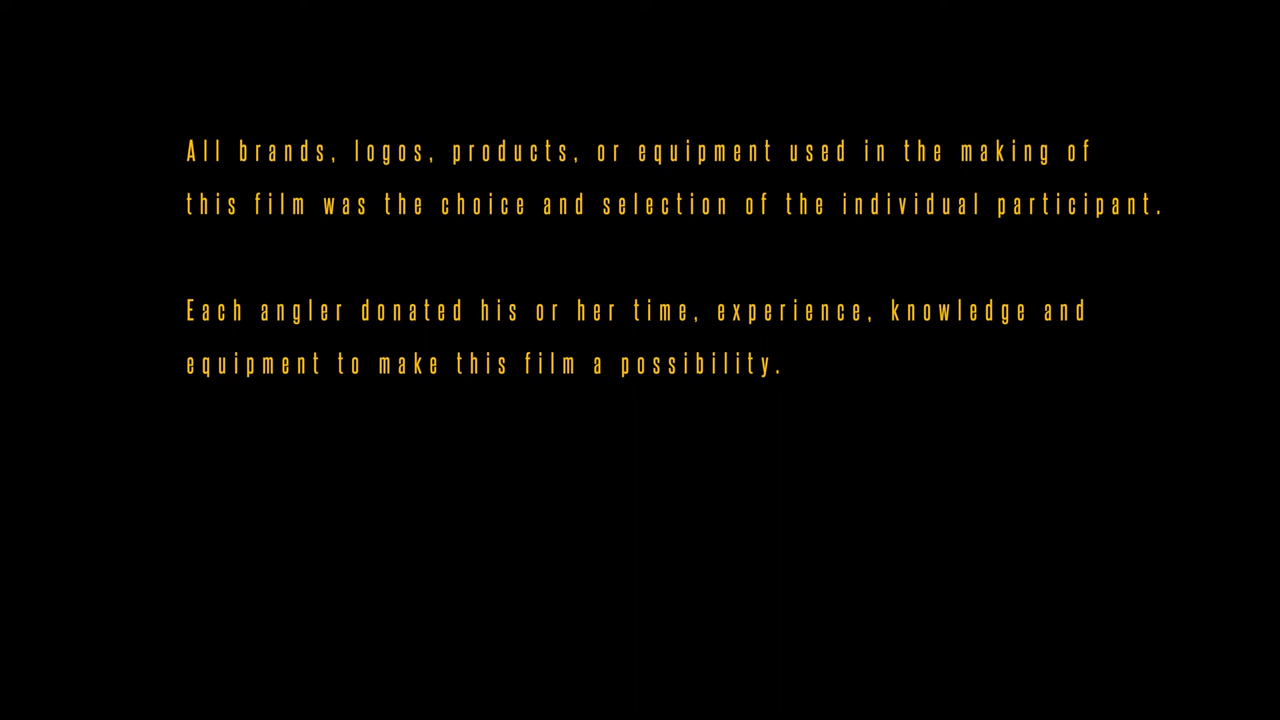 All brands, logos, products, or equipment used in the making of
this film was the choice and selection of the individual participant.
Each angler donated his or her time, experience, knowledge and
equipment to make this film a possibility.